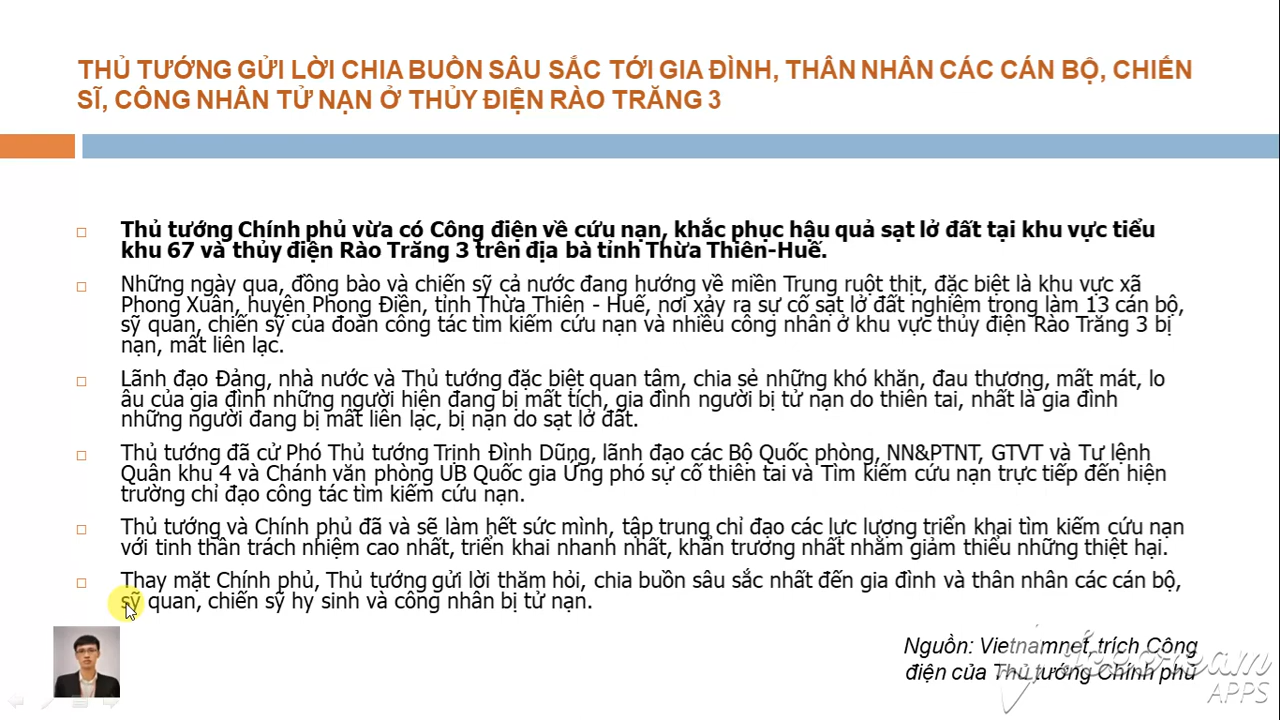 THỦ TƯỚNG GỬI LỜI CHIA BUỒN SÂU SẮC TỚI GIA ĐÌNH, THÂN NHÂN CÁC CÁN BỘ, CHIẾN
SĨ, CÔNG NHÂN TỬ NẠN Ở THỦY ĐIỆN RÀO TRĂNG 3
Thủ tướng Chính phủ vừa có Công điện về cứu nạn, khắc phục hậu quả sạt lở đất tại khu vực tiểu
khu 67 và thủy điện Rào Trăng 3 trên địa bà tỉnh Thừa Thiên-Huế.
Những ngày qua, đồng bào và chiến sỹ cả nước đang hướng về miền Trung ruột thịt, đặc biệt là khu vực xã
Phong Xuân, huyện Phong Điền, tỉnh Thừa Thiên - Huế, nơi xảy ra sự cố sạt lở đất nghiêm trọng làm 13 cán bộ,
sỹ quan, chiến sỹ của đoàn công tác tìm kiếm cứu nạn và nhiều công nhân ở khu vực thủy điện Rào Trăng 3 bị
nạn, mất liên lạc.
Lãnh đạo Đảng, nhà nước và Thủ tướng đặc biệt quan tâm, chia sẻ những khó khăn, đau thương, mất mát, lo
âu của gia đình những người hiện đang bị mất tích, gia đình người bị tử nạn do thiên tai, nhất là gia đình
những người đang bị mất liên lạc, bị nạn do sạt lở đất.
Thủ tướng đã cử Phó Thủ tướng Trịnh Đình Dũng, lãnh đạo các Bộ Quốc phòng, NN&PTNT, GTVT và Tư lệnh
Quân khu 4 và Chánh văn phòng UB Quốc gia Ứng phó sự cố thiên tai và Tìm kiếm cứu nạn trực tiếp đến hiện
trường chỉ đạo công tác tìm kiếm cứu nạn.
Thủ tướng và Chính phủ đã và sẽ làm hết sức mình, tập trung chỉ đạo các lực lượng triển khai tìm kiếm cứu nạn
với tinh thần trách nhiệm cao nhất, triển khai nhanh nhất, khẩn trương nhất nhằm giảm thiểu những thiệt hại.
Thay mặt Chính phủ, Thủ tướng gửi lời thăm hỏi, chia buồn sâu sắc nhất đến gia đình và thân nhân các cán bộ,
sỹ quan, chiến sỹ hy sinh và công nhân bị tử nạn.
Nguồn: Vietnamnet, trích Công
điện của Thủ tướng Chính phủ
Icecream
APPS